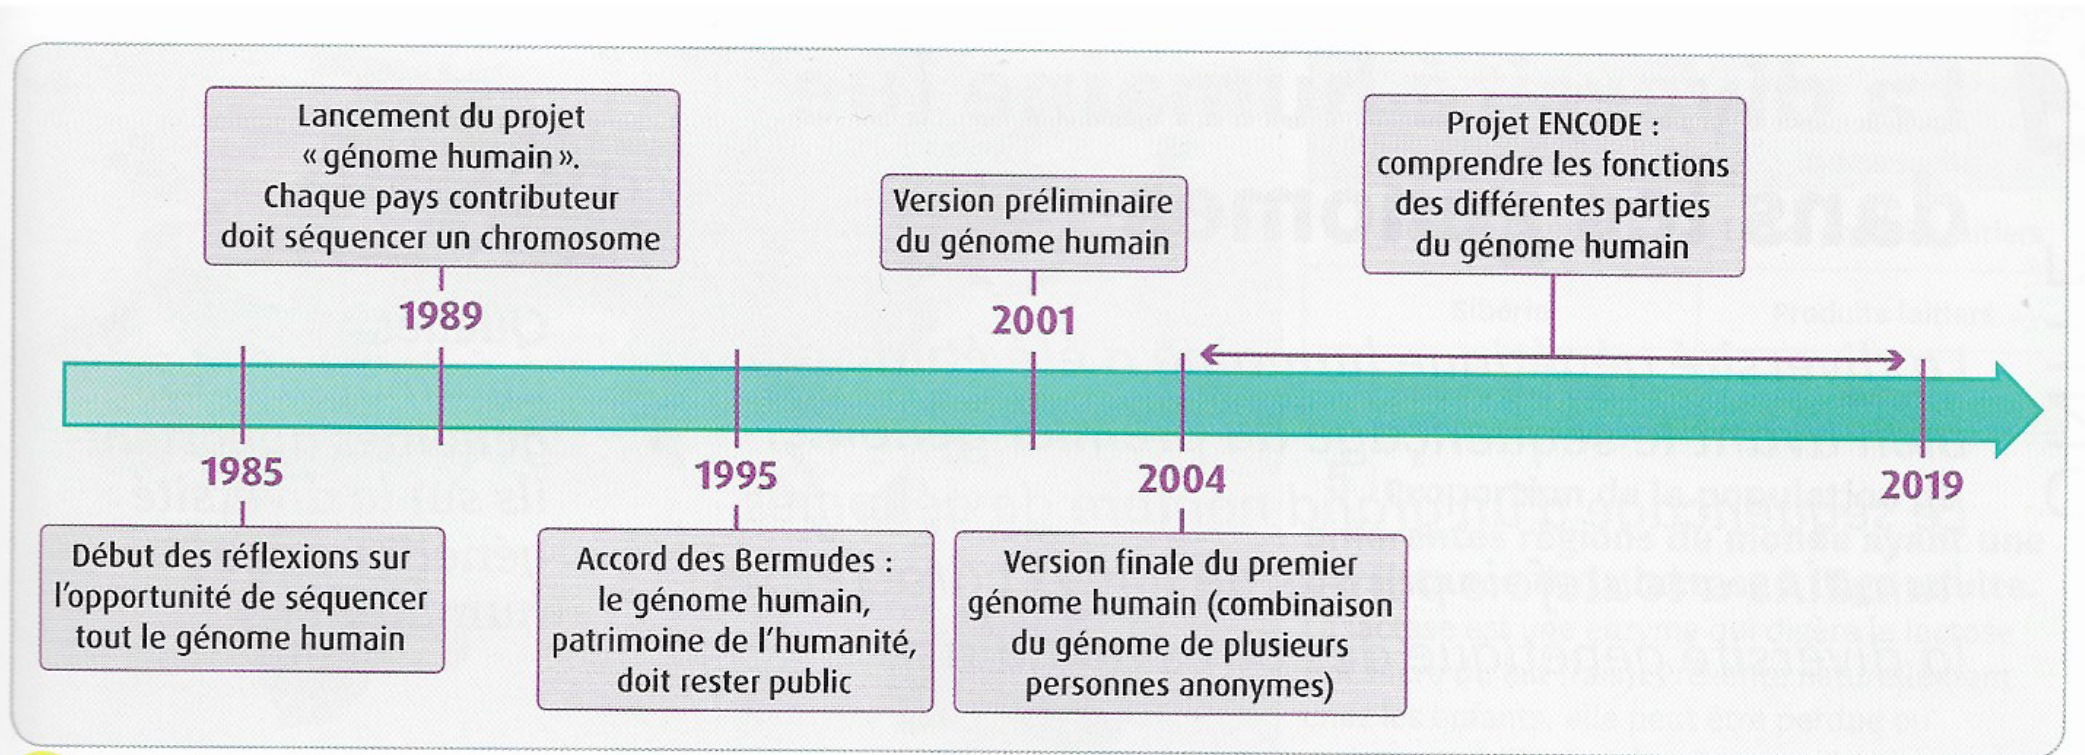 Lancement du projet
« génome humain ».
Chaque pays contributeur
doit séquencer un chromosome
Version préliminaire
du génome humain
Projet ENCODE :
comprendre les fonctions
des différentes parties
du génome humain
1989
2001
1985
1995
2004
2019
Début des réflexions sur
l'opportunité de séquencer
tout le génome humain
Accord des Bermudes :
le génome humain,
patrimoine de l'humanité,
doit rester public
Version finale du premier
génome humain (combinaison
du génome de plusieurs
personnes anonymes)